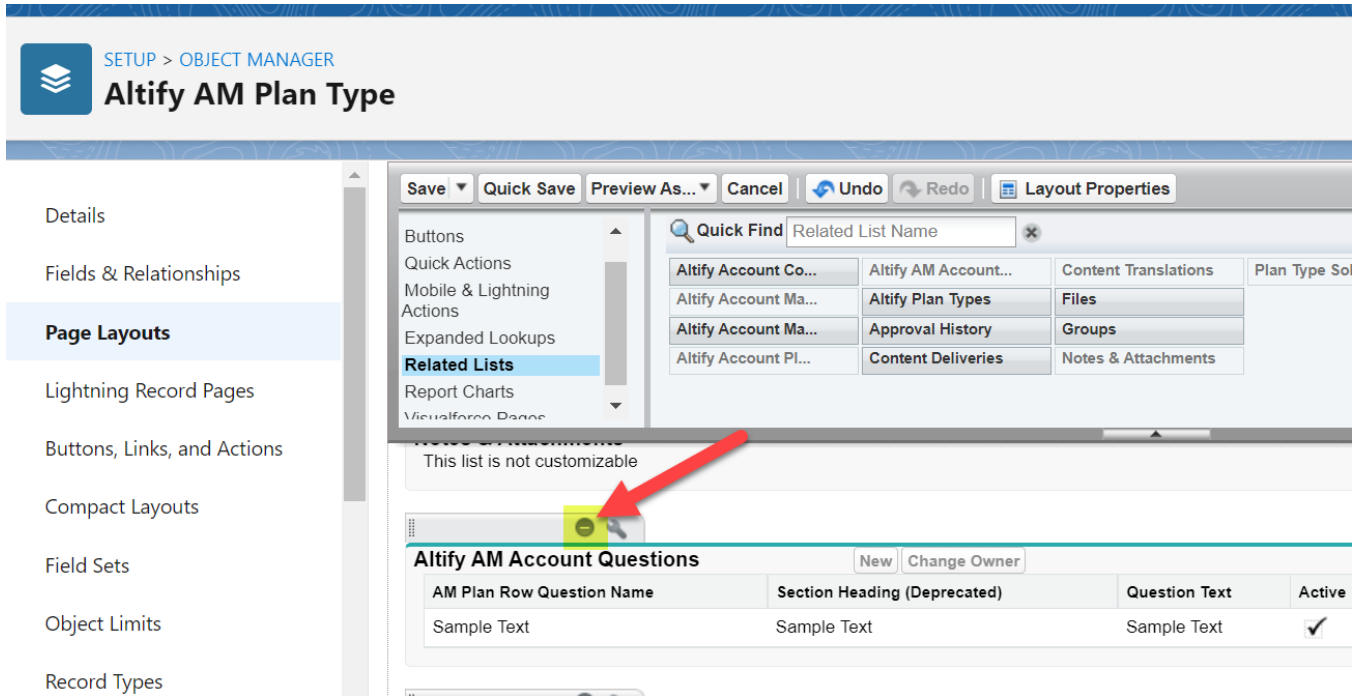 SETUP > OBJECT MANAGER
Altify AM Plan Type
Details
Fields & Relationships
Page Layouts
Lightning Record Pages
Buttons, Links, and Actions
Compact Layouts
Field Sets
Object Limits
Record Types
Save Quick Save Preview As... Cancel Undo Redo Layout Properties
Buttons
Quick Actions
Mobile & Lightning
Actions
Expanded Lookups
Related Lists
Report Charts
Visualforce Pages
Quick Find Related List Name
Altify Account Co... Altify AM Account... Content Translations Plan Type Sol
Altify Account Ma... Altify Plan Types Files
Altify Account Ma... Approval History Groups
Altify Account Pl... Content Deliveries Notes & Attachments
Notes & Attachments
This list is not customizable
Altify AM Account Questions New Change Owner
AM Plan Row Question Name Section Heading (Deprecated) Question Text Active
Sample Text Sample Text Sample Text